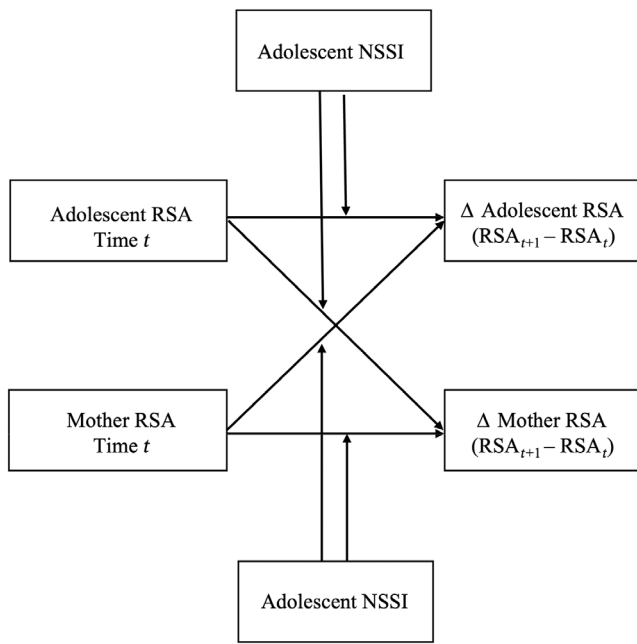 Adolescent NSSI
Adolescent RSA
Time t
Δ Adolescent RSA
(RSAₜ₊₁ – RSAₜ)
Mother RSA
Time t
Δ Mother RSA
(RSAₜ₊₁ – RSAₜ)
Adolescent NSSI